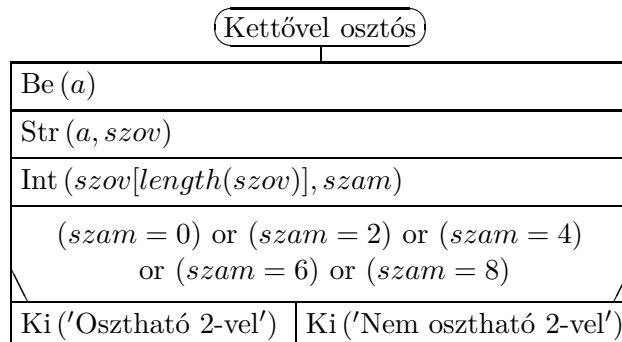 Kettővel osztós
Be (a)
Str (a, szov)
Int (szov[length(szov)], szam)
(szam = 0) or (szam = 2) or (szam = 4)
or (szam = 6) or (szam = 8)
Ki ('Osztható 2-vel') Ki ('Nem osztható 2-vel')